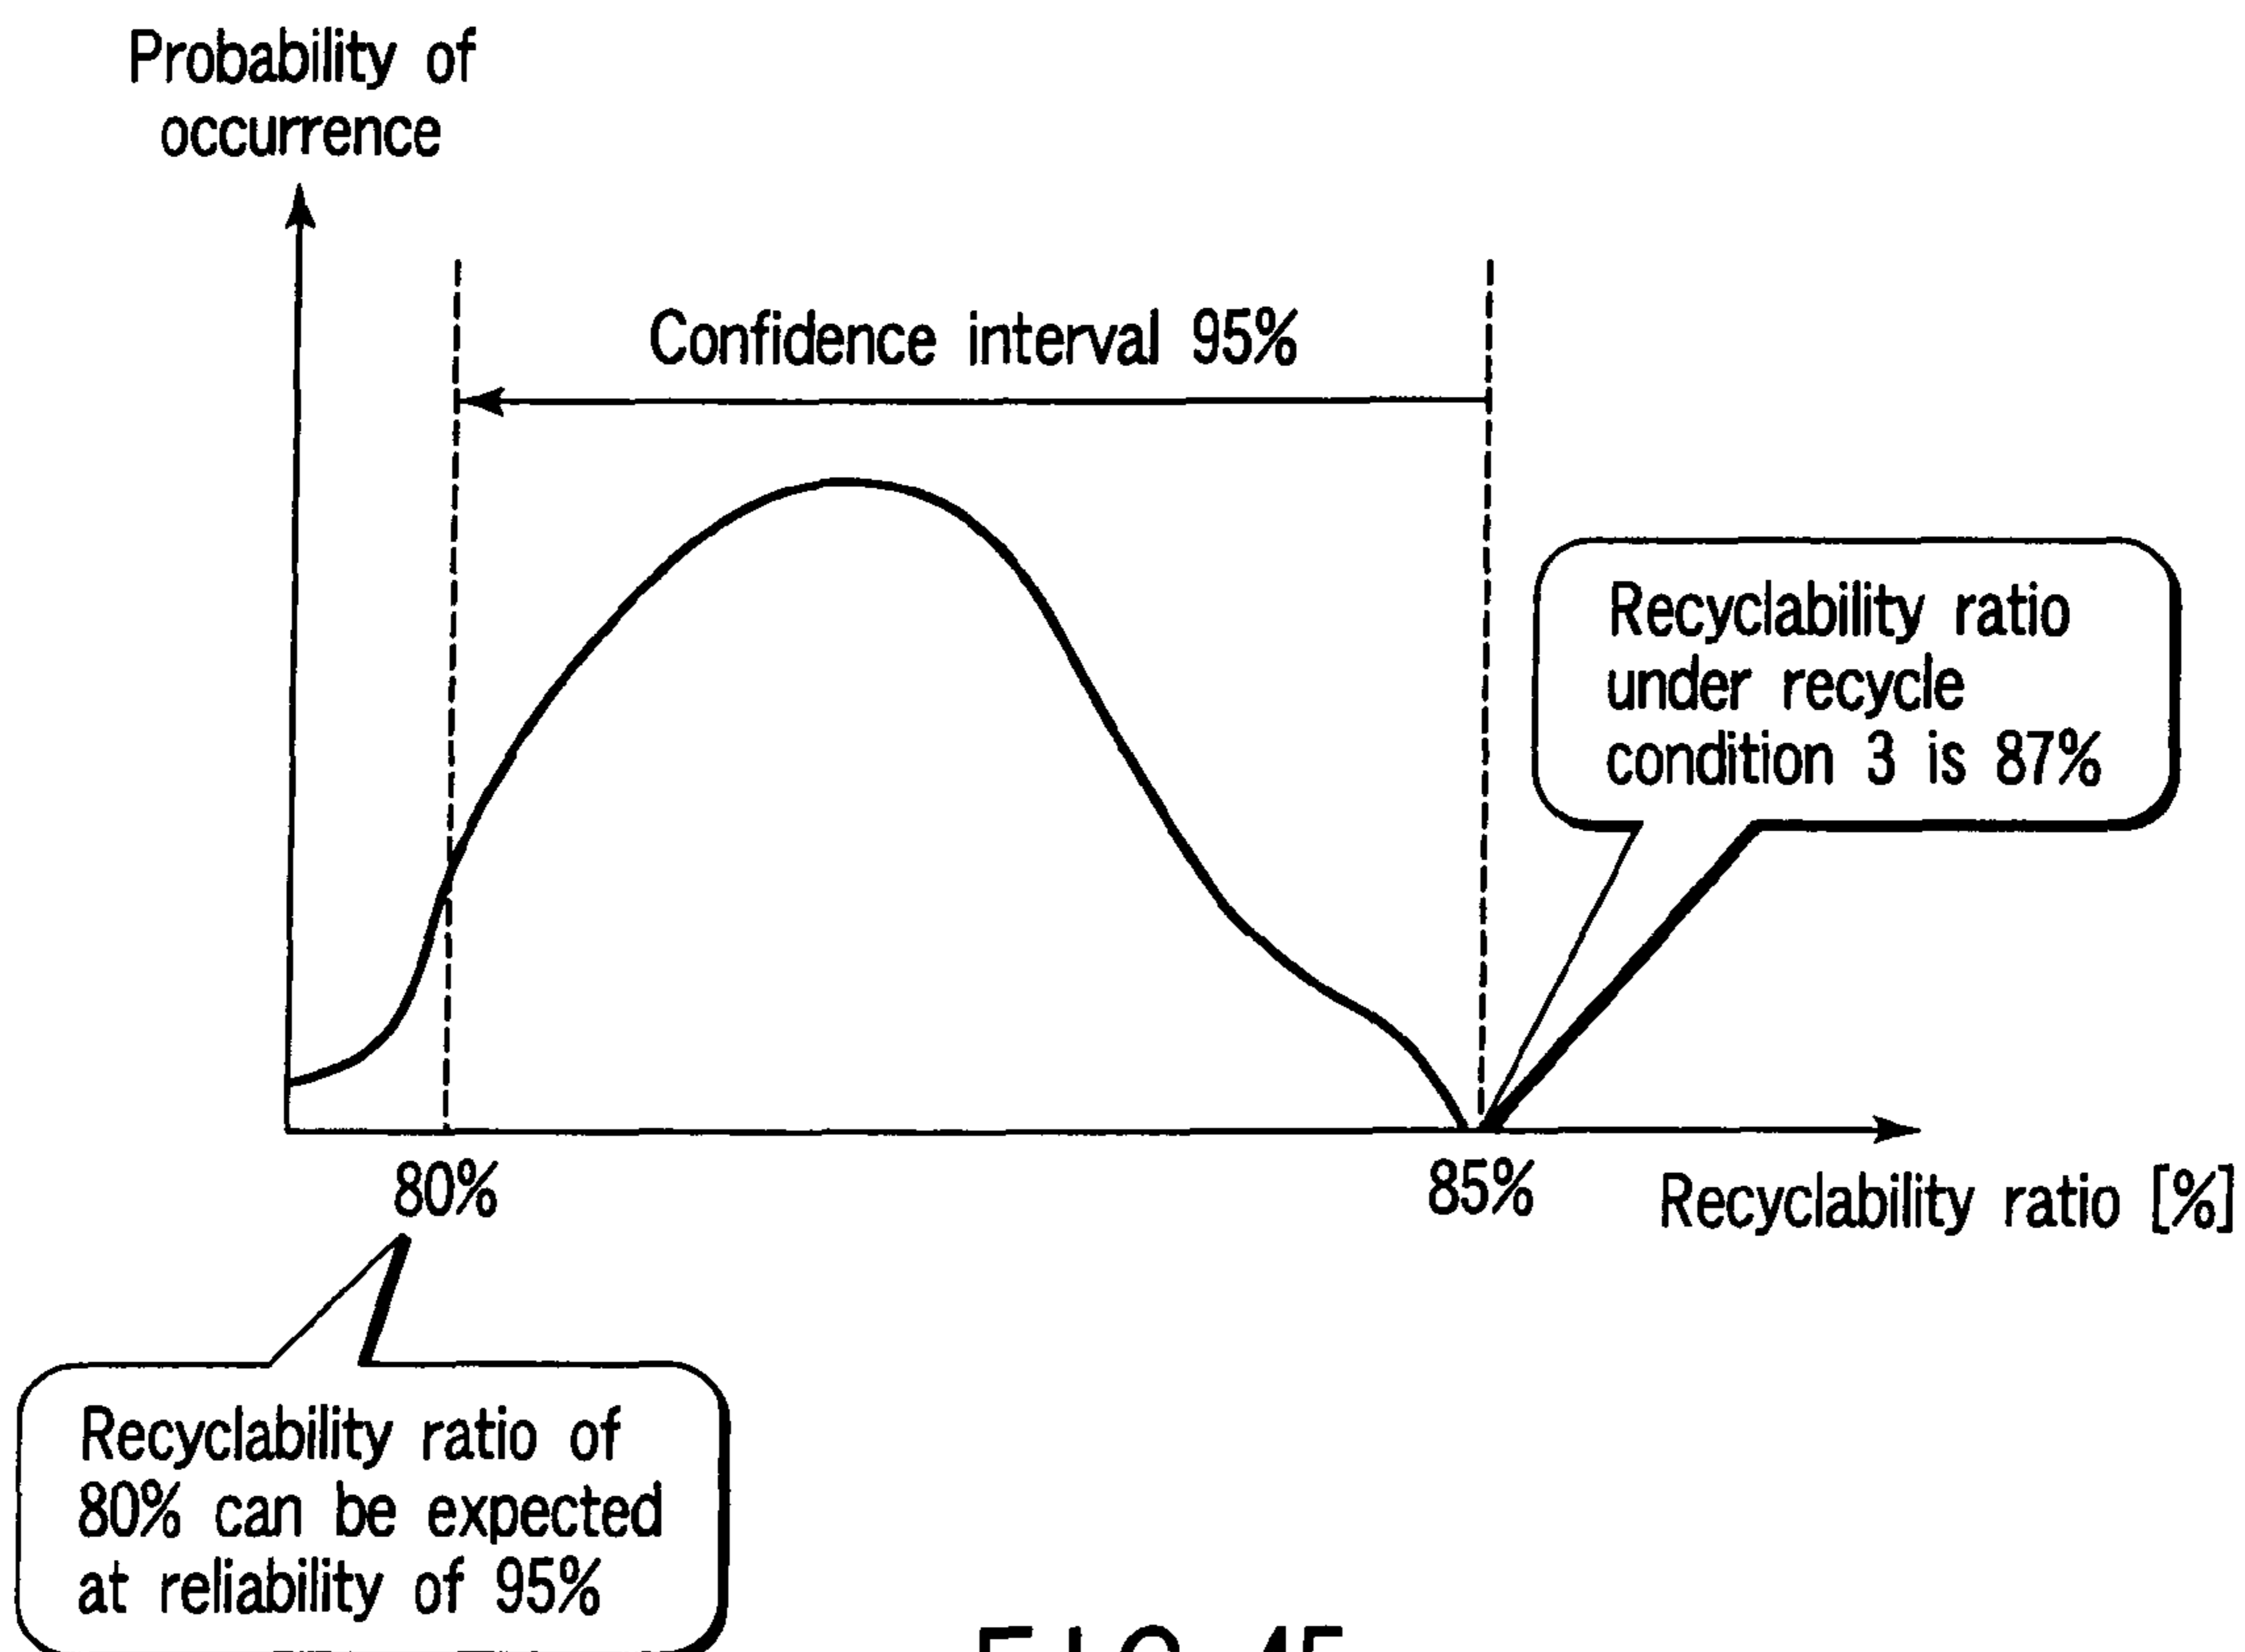 Probability of
occurrence
Confidence interval 95%
Recyclability ratio
under recycle
condition 3 is 87%
80%
85%
Recyclability ratio [%]
Recyclability ratio of
80% can be expected
at reliability of 95%